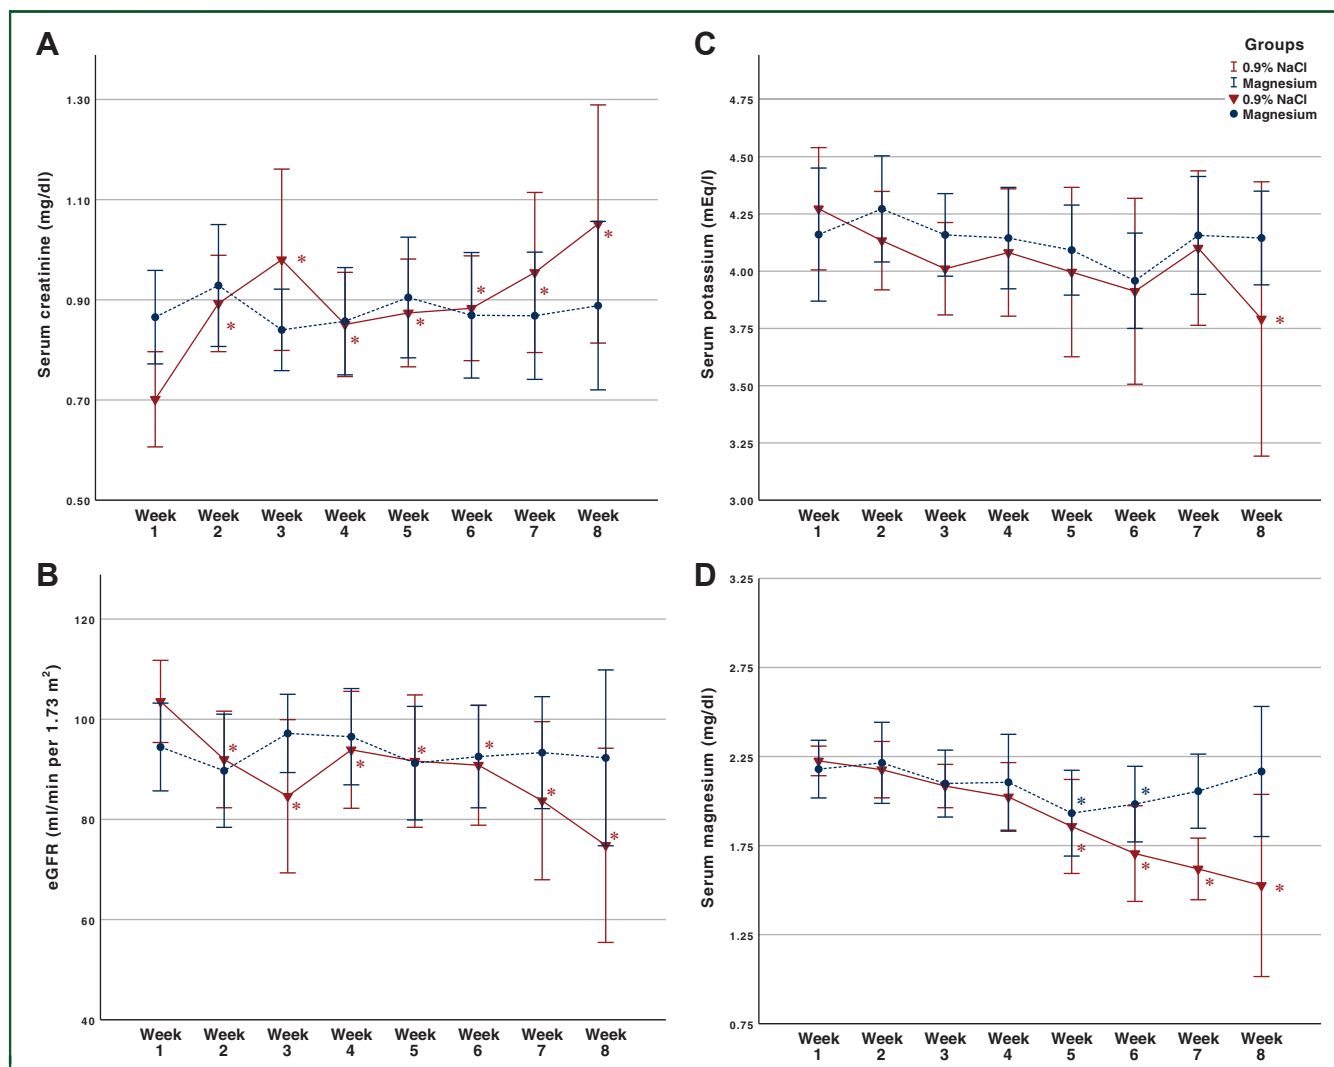 A
Serum creatinine (mg/dl)
1.30
1.10
0.90
0.70
0.50
* * * * * * *
Week 1
Week 2
Week 3
Week 4
Week 5
Week 6
Week 7
Week 8
C
Groups
0.9% NaCl
Magnesium
0.9% NaCl
Magnesium
Serum potassium (mEq/l)
4.75
4.50
4.25
4.00
3.75
3.50
3.25
3.00
*
Week 1
Week 2
Week 3
Week 4
Week 5
Week 6
Week 7
Week 8
B
eGFR (ml/min per 1.73 m²)
120
100
80
60
40
* * * * * * *
Week 1
Week 2
Week 3
Week 4
Week 5
Week 6
Week 7
Week 8
D
Serum magnesium (mg/dl)
3.25
2.75
2.25
1.75
1.25
0.75
* *
* * * *
Week 1
Week 2
Week 3
Week 4
Week 5
Week 6
Week 7
Week 8